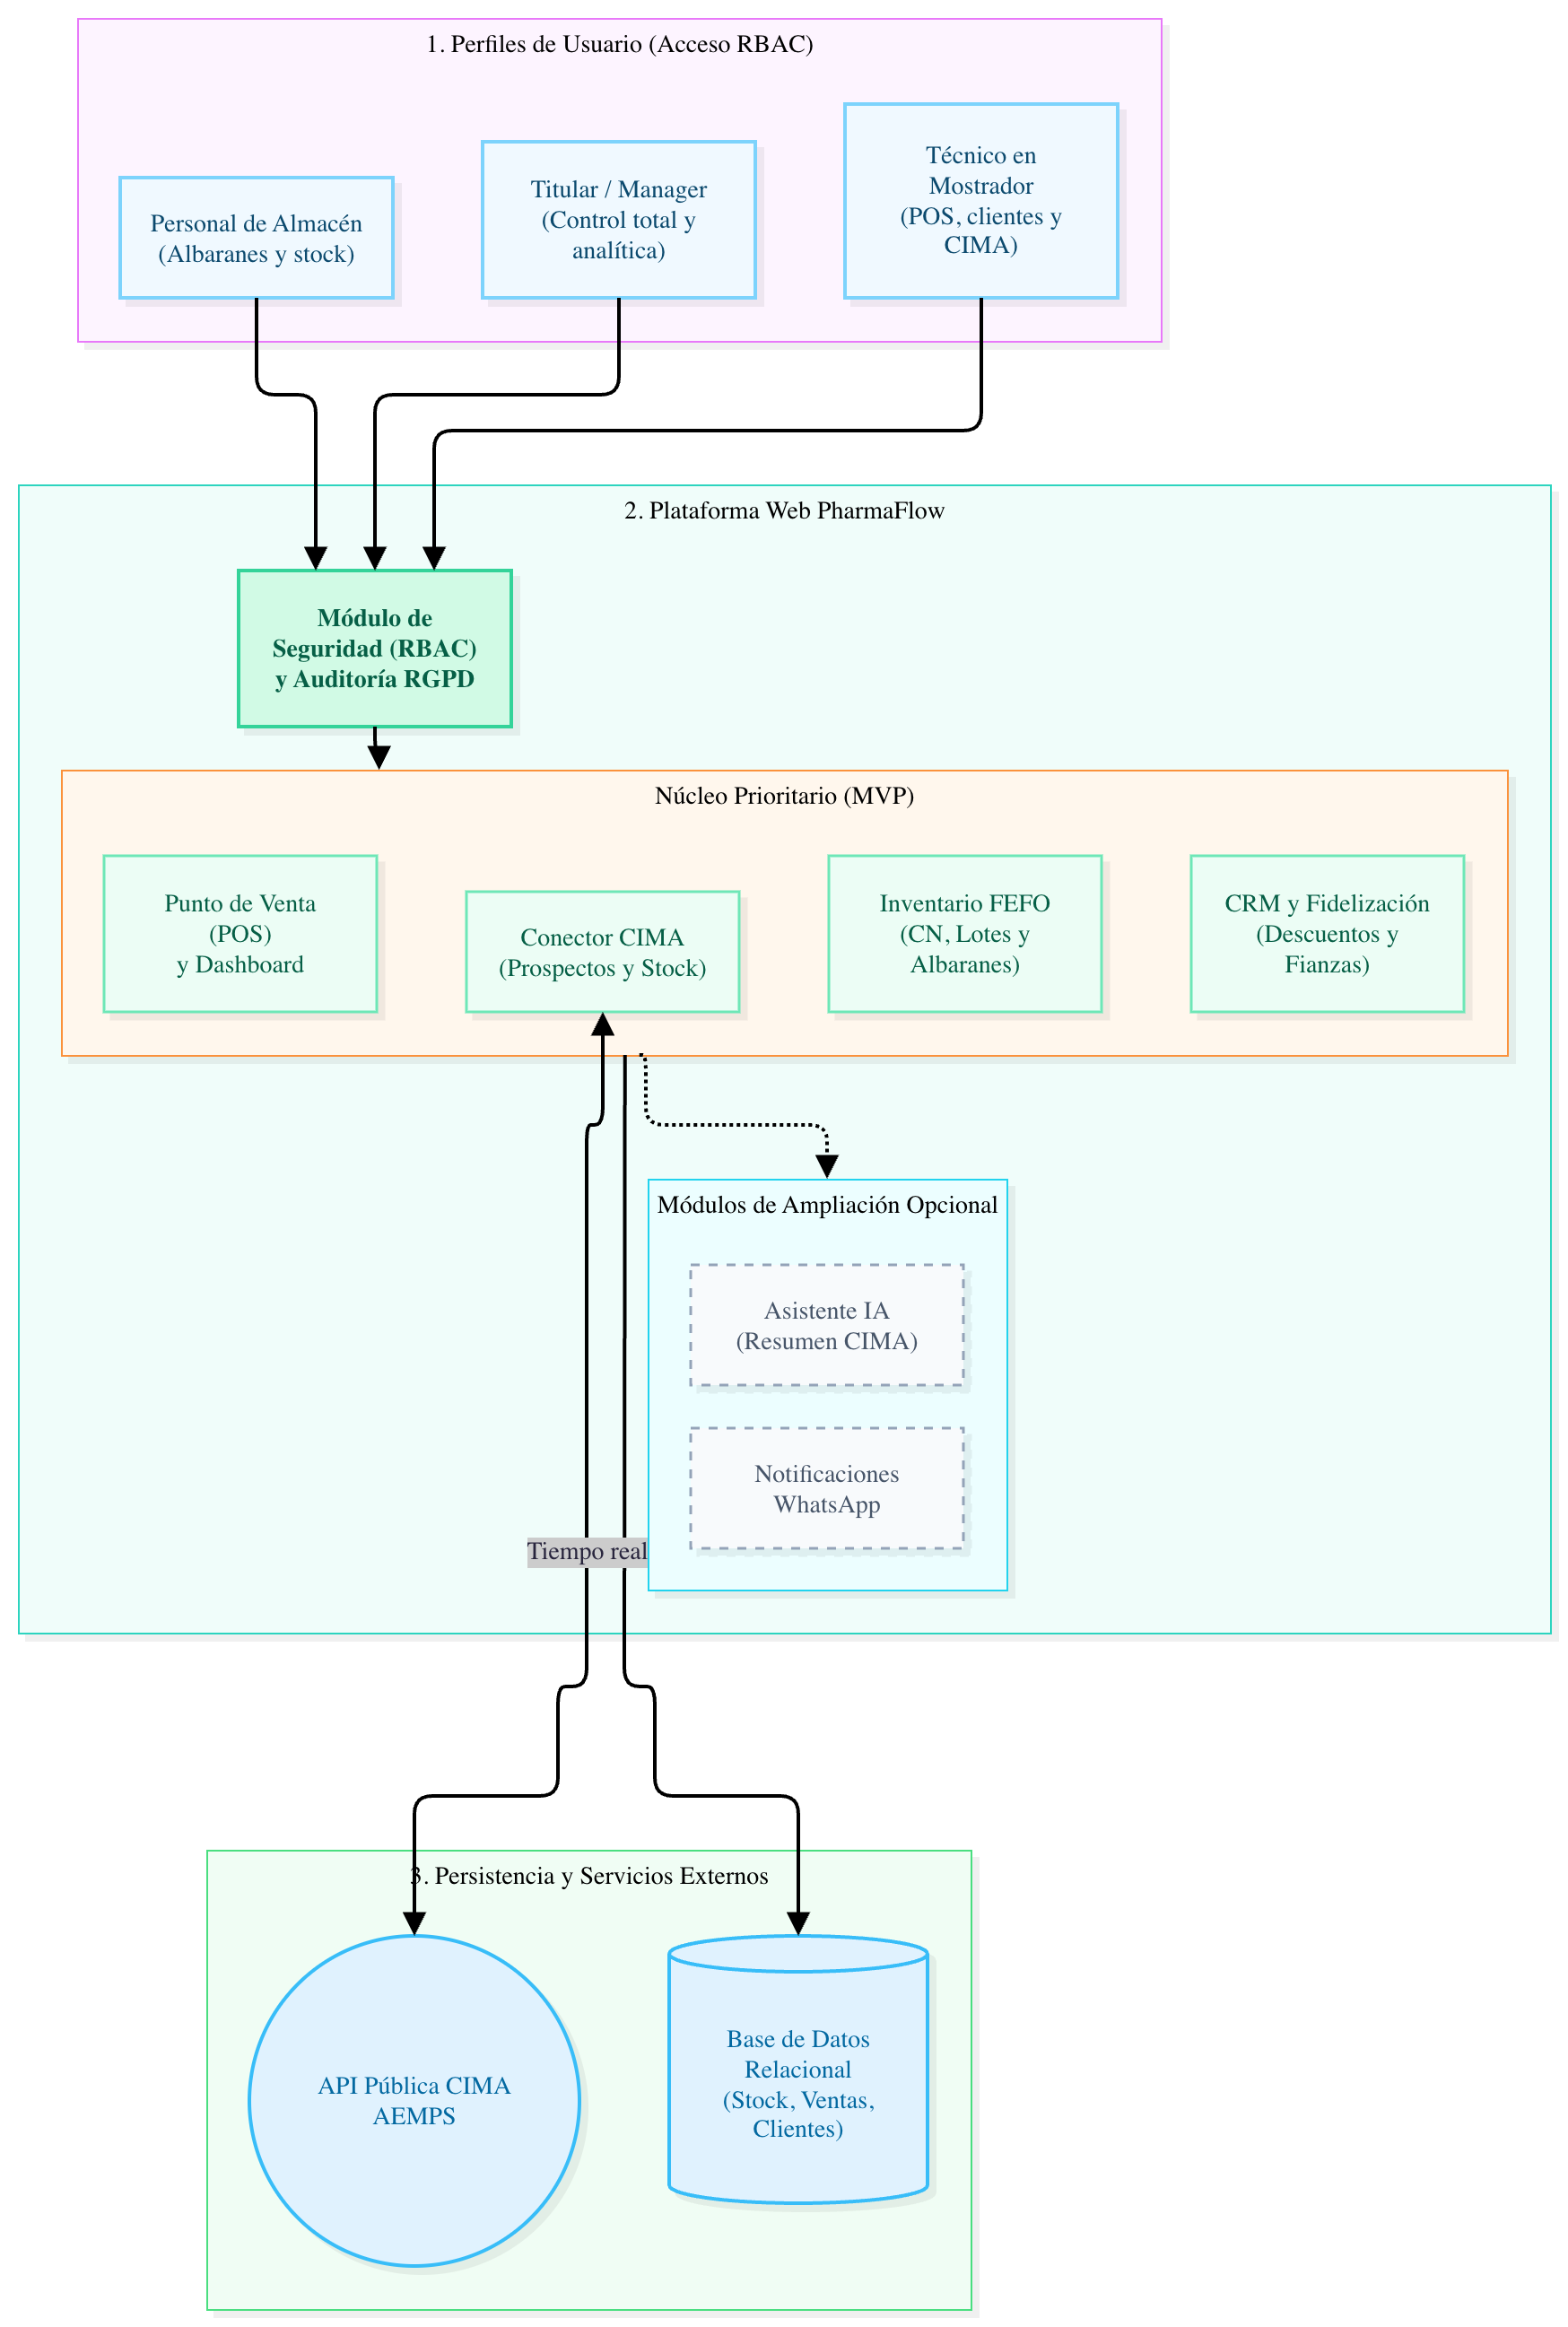 1. Perfiles de Usuario (Acceso RBAC)
Personal de Almacén
(Albaranes y stock)
Titular / Manager
(Control total y
analítica)
Técnico en
Mostrador
(POS, clientes y
CIMA)
2. Plataforma Web PharmaFlow
Módulo de
Seguridad (RBAC)
y Auditoría RGPD
Núcleo Prioritario (MVP)
Punto de Venta
(POS)
y Dashboard
Conector CIMA
(Prospectos y Stock)
Inventario FEFO
(CN, Lotes y
Albaranes)
CRM y Fidelización
(Descuentos y
Fianzas)
Módulos de Ampliación Opcional
Asistente IA
(Resumen CIMA)
Notificaciones
WhatsApp
Tiempo real
3. Persistencia y Servicios Externos
API Pública CIMA
AEMPS
Base de Datos
Relacional
(Stock, Ventas,
Clientes)